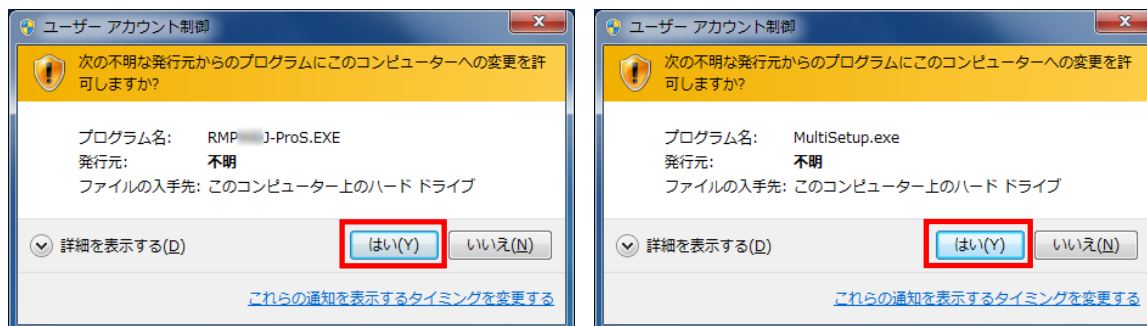 ユーザー アカウント制御
次の不明な発行元からのプログラムにこのコンピューターへの変更を許
可しますか?
プログラム名: RMP J-ProS.EXE
発行元: 不明
ファイルの入手先: このコンピューター上のハード ドライブ
詳細を表示する(D) はい(Y) いいえ(N)
これらの通知を表示するタイミングを変更する
ユーザー アカウント制御
次の不明な発行元からのプログラムにこのコンピューターへの変更を許
可しますか?
プログラム名: MultiSetup.exe
発行元: 不明
ファイルの入手先: このコンピューター上のハード ドライブ
詳細を表示する(D) はい(Y) いいえ(N)
これらの通知を表示するタイミングを変更する